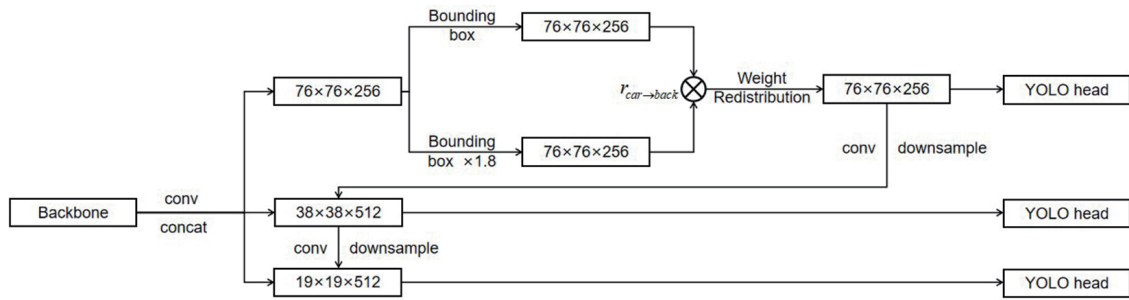 Bounding
box
76×76×256
76×76×256
r_{car→back}
Weight
Redistribution
76×76×256
YOLO head
Bounding
box ×1.8
76×76×256
conv downsample
Backbone
conv
concat
38×38×512
YOLO head
conv downsample
19×19×512
YOLO head